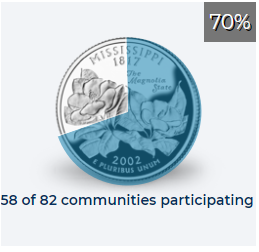 70%
MISSISSIPPI
1817
The
Magnolia
State
2002
E PLURIBUS UNUM
58 of 82 communities participating